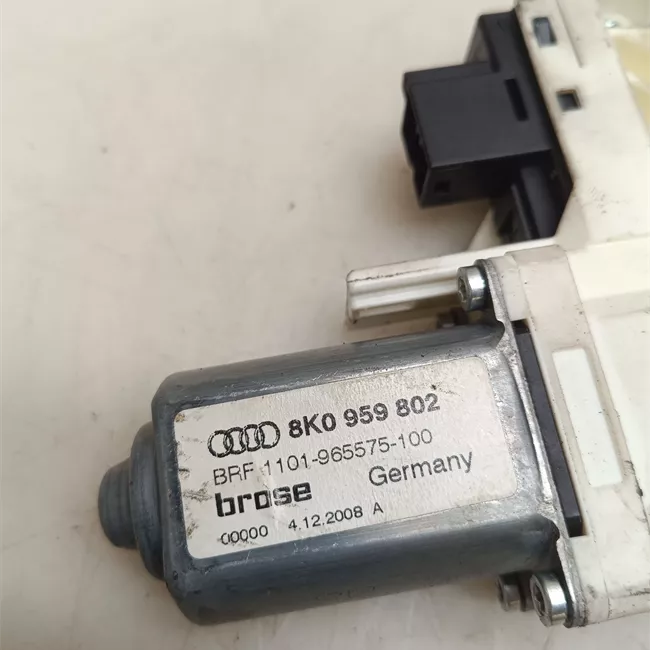 8K0 959 802
BRF 1101-965575-100
brose Germany
00000 4.12.2008 A